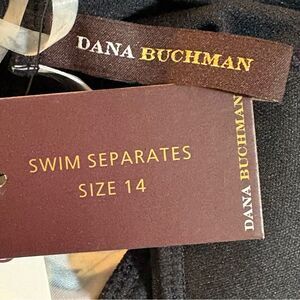 DANA BUCHMAN
SWIM SEPARATES
SIZE 14
DANA BUCHMAN